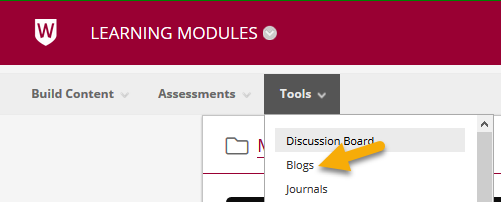 W
LEARNING MODULES
Build Content Assessments Tools
Discussion Board
M
Blogs
Journals